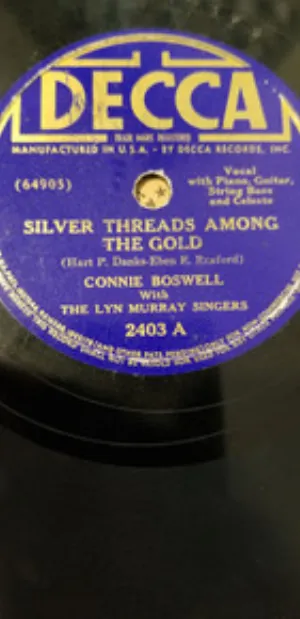 DECCA
TRADE MARK REGISTERED
MANUFACTURED IN U.S.A. - BY DECCA RECORDS, INC.
(64905)
Vocal
with Piano, Guitar,
String Bass
and Celeste
SILVER THREADS AMONG
THE GOLD
(Hart P. Danks-Eben E. Rexford)
CONNIE BOSWELL
With
THE LYN MURRAY SINGERS
2403 A